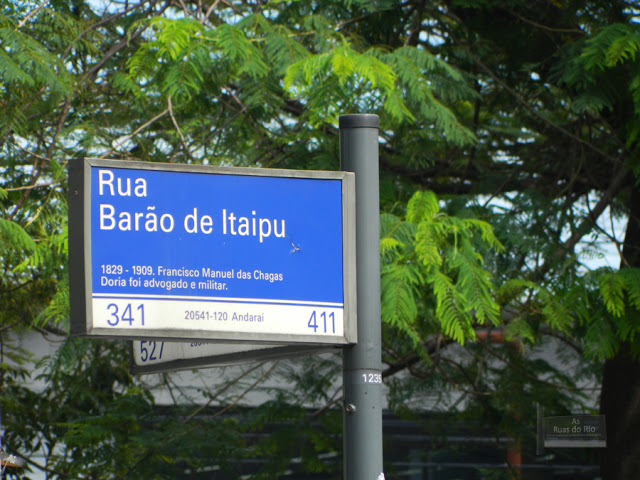 Rua
Barão de Itaipu
1829 - 1909. Francisco Manuel das Chagas
Doria foi advogado e militar.
341 20541-120 Andaraí 411
527
1235
As
Ruas do Rio